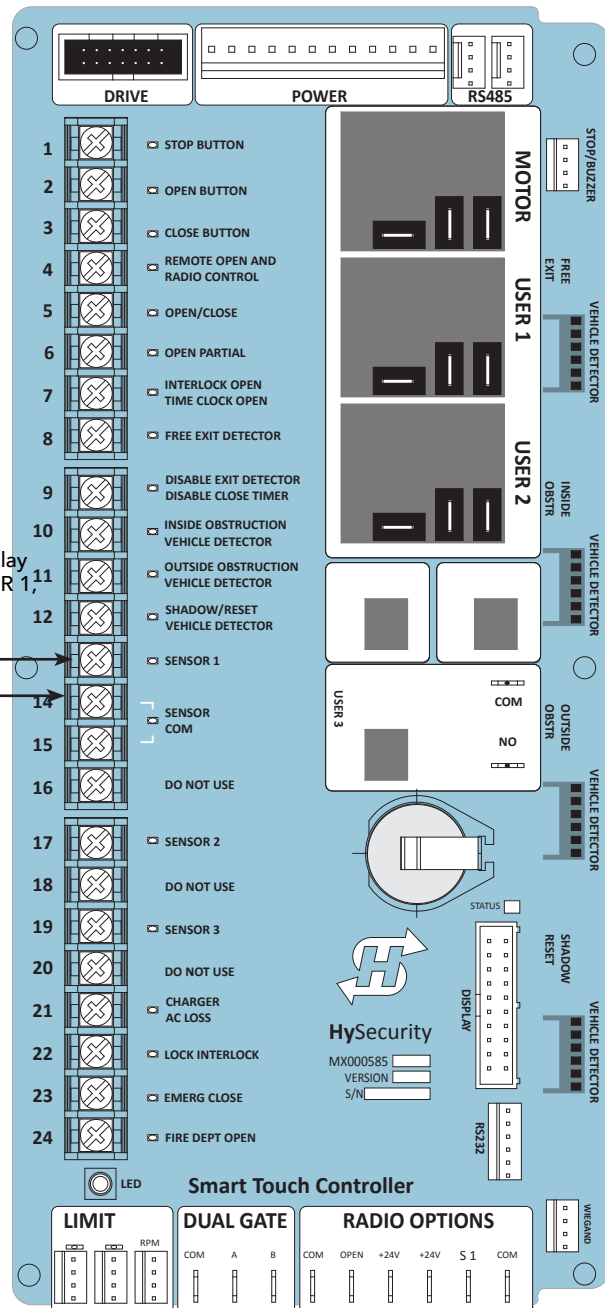 DRIVE
POWER
RS485
STOP/BUZZER
1 STOP BUTTON
2 OPEN BUTTON
3 CLOSE BUTTON
4 REMOTE OPEN AND
RADIO CONTROL
5 OPEN/CLOSE
6 OPEN PARTIAL
7 INTERLOCK OPEN
TIME CLOCK OPEN
8 FREE EXIT DETECTOR
9 DISABLE EXIT DETECTOR
DISABLE CLOSE TIMER
10 INSIDE OBSTRUCTION
VEHICLE DETECTOR
lay
R 1,
11 OUTSIDE OBSTRUCTION
VEHICLE DETECTOR
12 SHADOW/RESET
VEHICLE DETECTOR
SENSOR 1
14
SENSOR
COM
15
16 DO NOT USE
17 SENSOR 2
18 DO NOT USE
19 SENSOR 3
20 DO NOT USE
21 CHARGER
AC LOSS
22 LOCK INTERLOCK
23 EMERG CLOSE
24 FIRE DEPT OPEN
MOTOR
USER 1
USER 2
USER 3
COM
NO
FREE
EXIT
VEHICLE DETECTOR
INSIDE
OBSTR
VEHICLE DETECTOR
OUTSIDE
OBSTR
VEHICLE DETECTOR
SHADOW
RESET
VEHICLE DETECTOR
STATUS
DISPLAY
HySecurity
MX000585
VERSION
S/N
RS232
WIEGAND
LED
Smart Touch Controller
LIMIT
RPM
DUAL GATE
COM A B
RADIO OPTIONS
COM OPEN +24V +24V S 1 COM